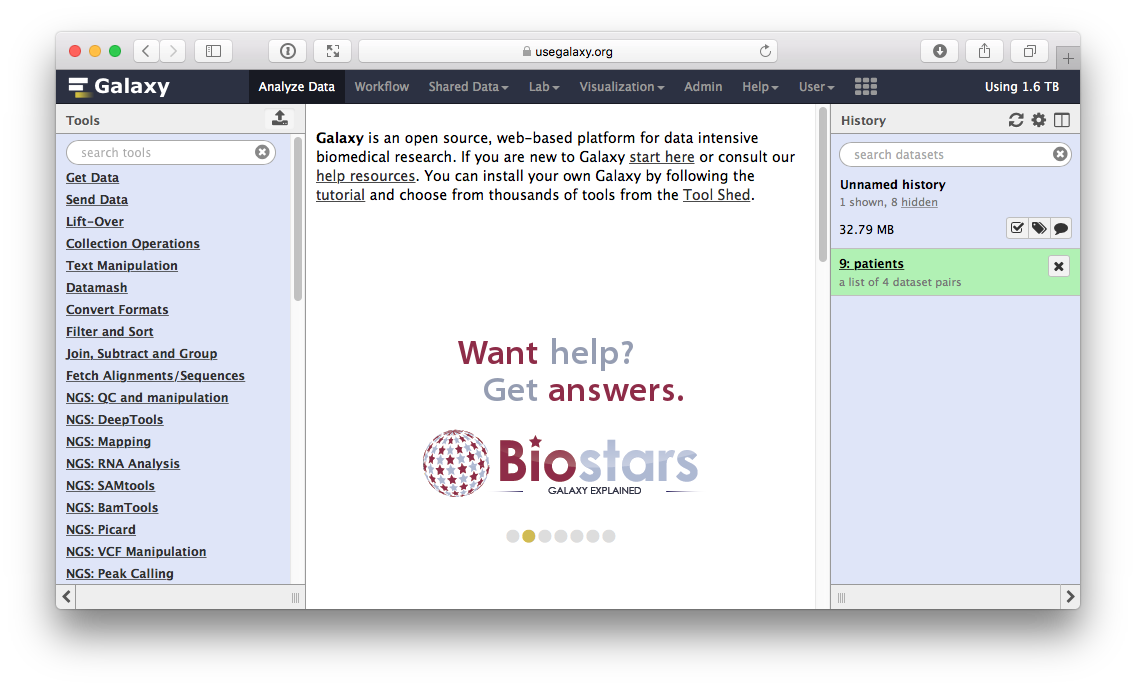 usegalaxy.org
Galaxy
Analyze Data Workflow Shared Data Lab Visualization Admin Help User
Using 1.6 TB
Tools
search tools
Get Data
Send Data
Lift-Over
Collection Operations
Text Manipulation
Datamash
Convert Formats
Filter and Sort
Join, Subtract and Group
Fetch Alignments/Sequences
NGS: QC and manipulation
NGS: DeepTools
NGS: Mapping
NGS: RNA Analysis
NGS: SAMtools
NGS: BamTools
NGS: Picard
NGS: VCF Manipulation
NGS: Peak Calling
Galaxy is an open source, web-based platform for data intensive
biomedical research. If you are new to Galaxy start here or consult our
help resources. You can install your own Galaxy by following the
tutorial and choose from thousands of tools from the Tool Shed.
Want help?
Get answers.
Biostars
GALAXY EXPLAINED
History
search datasets
Unnamed history
1 shown, 8 hidden
32.79 MB
9: patients
a list of 4 dataset pairs